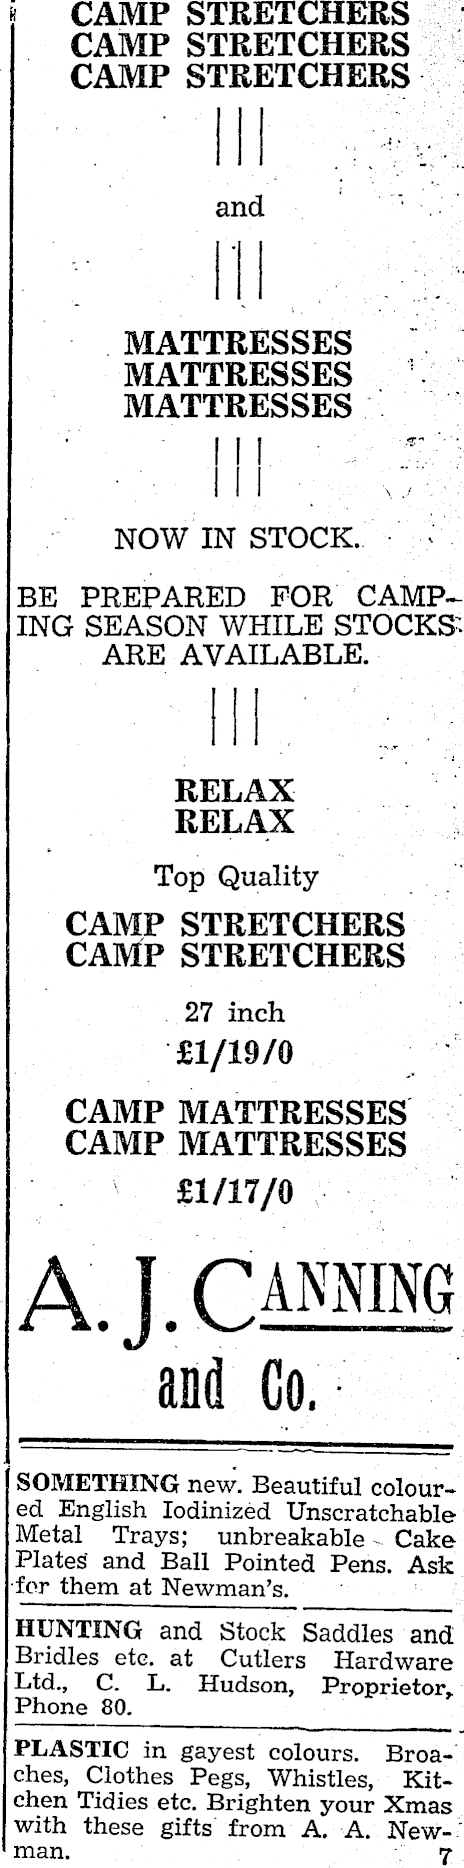 CAMP STRETCHERS
CAMP STRETCHERS
CAMP STRETCHERS
and
MATTRESSES
MATTRESSES
MATTRESSES
NOW IN STOCK.
BE PREPARED FOR CAMP-
ING SEASON WHILE STOCKS
ARE AVAILABLE.
RELAX
RELAX
Top Quality
CAMP STRETCHERS
CAMP STRETCHERS
27 inch
£1/19/0
CAMP MATTRESSES
CAMP MATTRESSES
£1/17/0
A. J. CANNING
and Co.
SOMETHING new. Beautiful colour-
ed English Iodinized Unscratchable
Metal Trays; unbreakable Cake
Plates and Ball Pointed Pens. Ask
for them at Newman's.
HUNTING and Stock Saddles and
Bridles etc. at Cutlers Hardware
Ltd., C. L. Hudson, Proprietor,
Phone 80.
PLASTIC in gayest colours. Broa-
ches, Clothes Pegs, Whistles, Kit-
chen Tidies etc. Brighten your Xmas
with these gifts from A. A. New-
man. 7